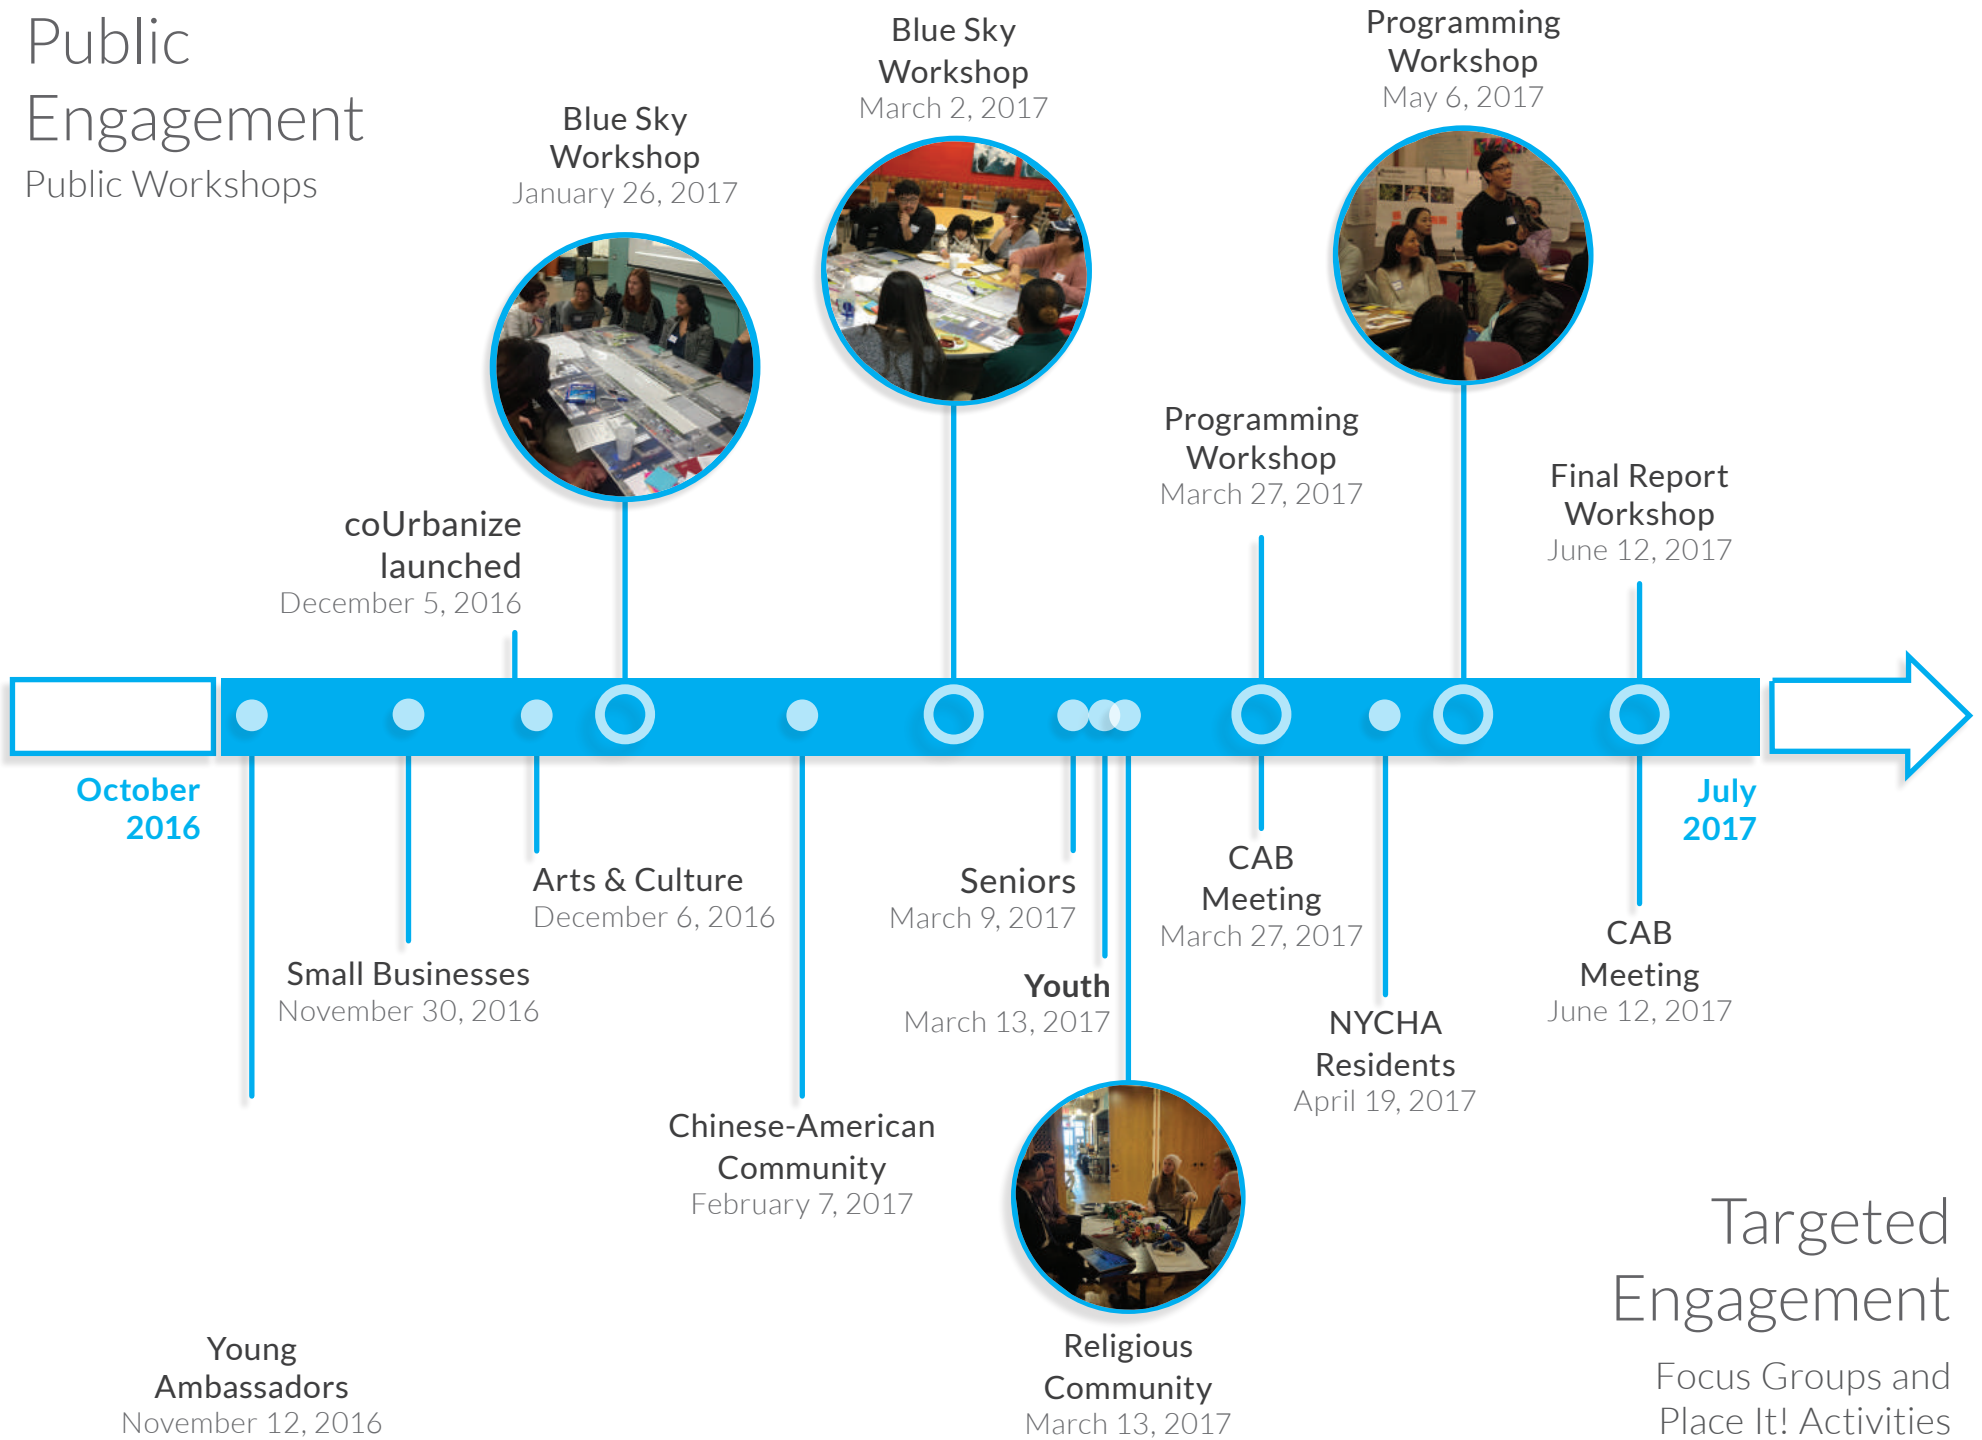 Public
Engagement
Public Workshops
Blue Sky
Workshop
January 26, 2017
Blue Sky
Workshop
March 2, 2017
Programming
Workshop
May 6, 2017
coUrbanize
launched
December 5, 2016
Programming
Workshop
March 27, 2017
Final Report
Workshop
June 12, 2017
October
2016
July
2017
Arts & Culture
December 6, 2016
Small Businesses
November 30, 2016
Seniors
March 9, 2017
Youth
March 13, 2017
CAB
Meeting
March 27, 2017
CAB
Meeting
June 12, 2017
NYCHA
Residents
April 19, 2017
Chinese-American
Community
February 7, 2017
Young
Ambassadors
November 12, 2016
Religious
Community
March 13, 2017
Targeted
Engagement
Focus Groups and
Place It! Activities